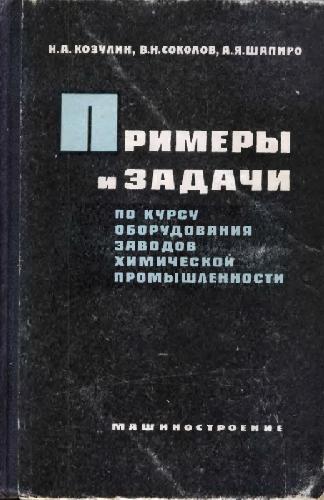 Н.А.КОЗУЛИН, В.Н.СОКОЛОВ, А.Я.ШАПИРО
ПРИМЕРЫ
И ЗАДАЧИ
ПО КУРСУ
ОБОРУДОВАНИЯ
ЗАВОДОВ
ХИМИЧЕСКОЙ
ПРОМЫШЛЕННОСТИ
МАШИНОСТРОЕНИЕ